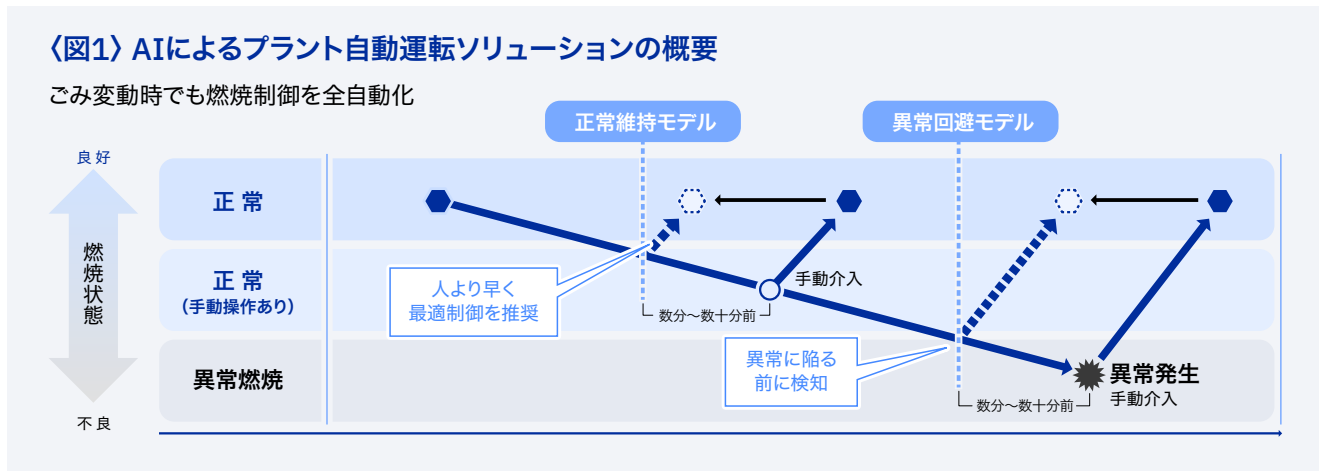 〈図1〉 AIによるプラント自動運転ソリューションの概要
ごみ変動時でも燃焼制御を全自動化
正常維持モデル
異常回避モデル
良好
燃焼状態
不良
正常
正常
(手動操作あり)
異常燃焼
人より早く
最適制御を推奨
数分〜数十分前
手動介入
異常に陥る
前に検知
数分〜数十分前
異常発生
手動介入